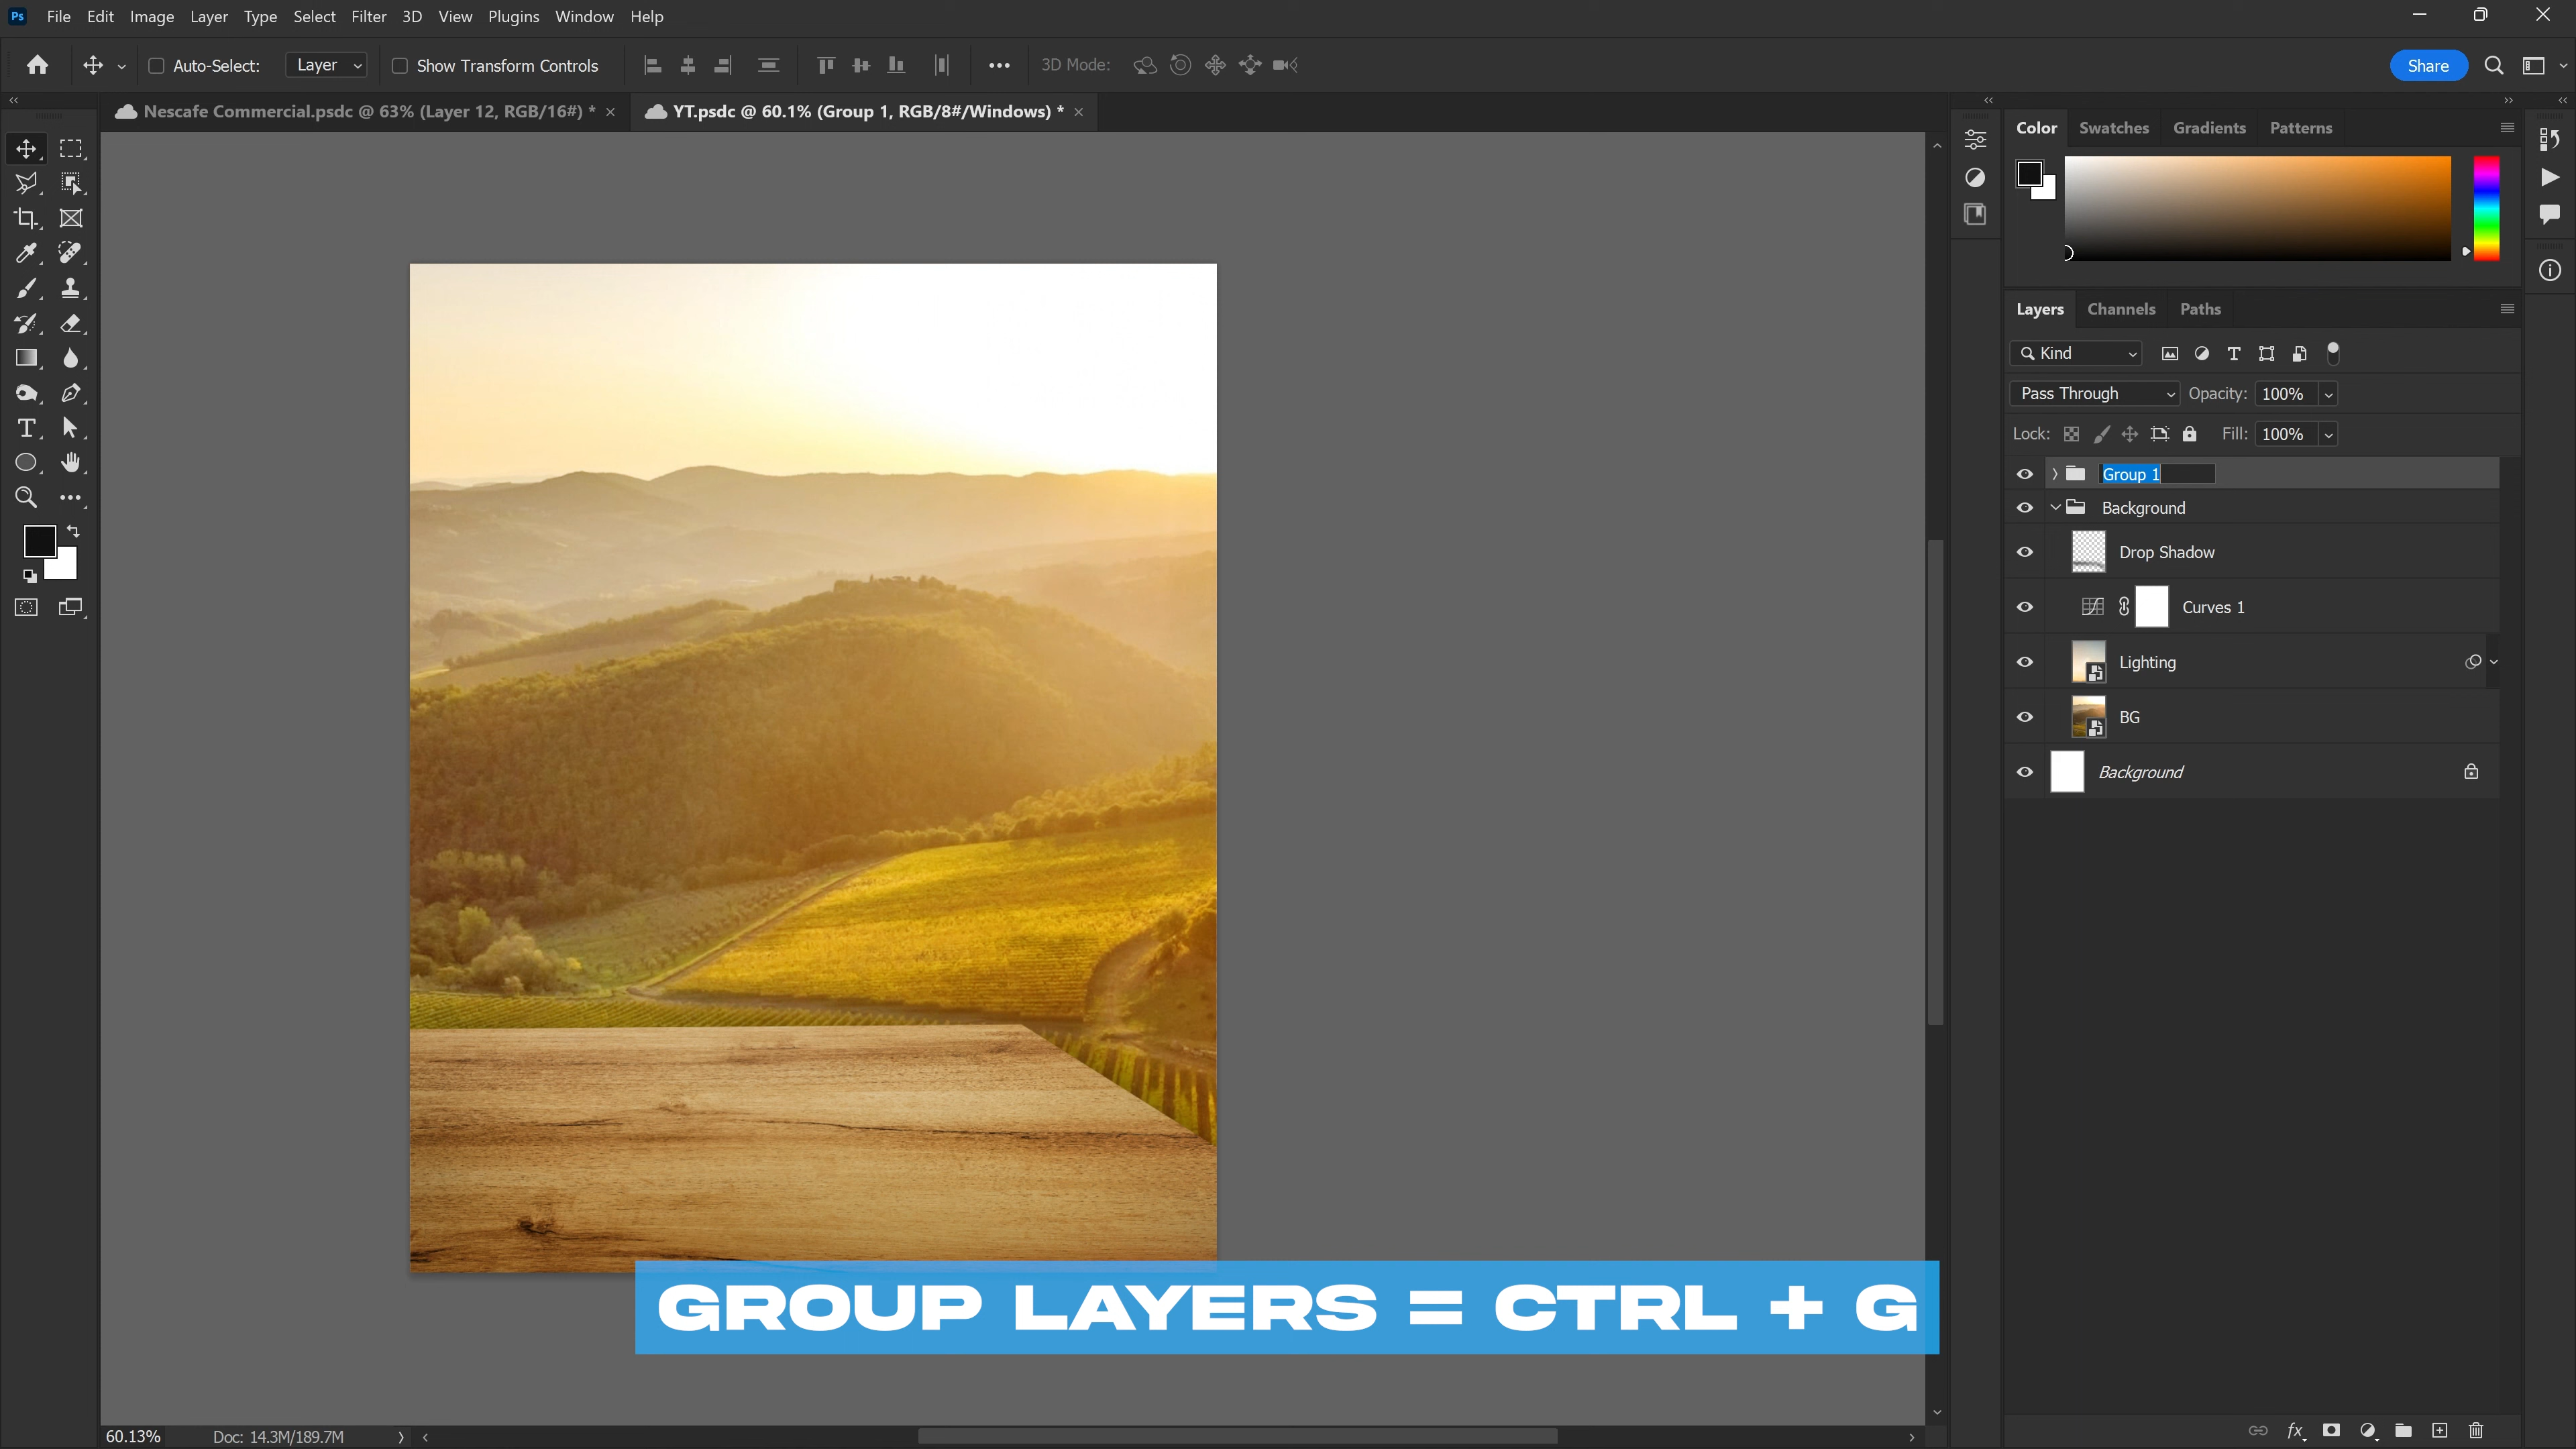 Ps File Edit Image Layer Type Select Filter 3D View Plugins Window Help
Auto-Select: Layer Show Transform Controls 3D Mode: Share
Nescafe Commercial.psdc @ 63% (Layer 12, RGB/16#) * YT.psdc @ 60.1% (Group 1, RGB/8#/Windows) *
Color Swatches Gradients Patterns
Layers Channels Paths
Kind
Pass Through Opacity: 100%
Lock: Fill: 100%
Group 1
Background
Drop Shadow
Curves 1
Lighting
BG
Background
GROUP LAYERS = CTRL + G
60.13% Doc: 14.3M/189.7M